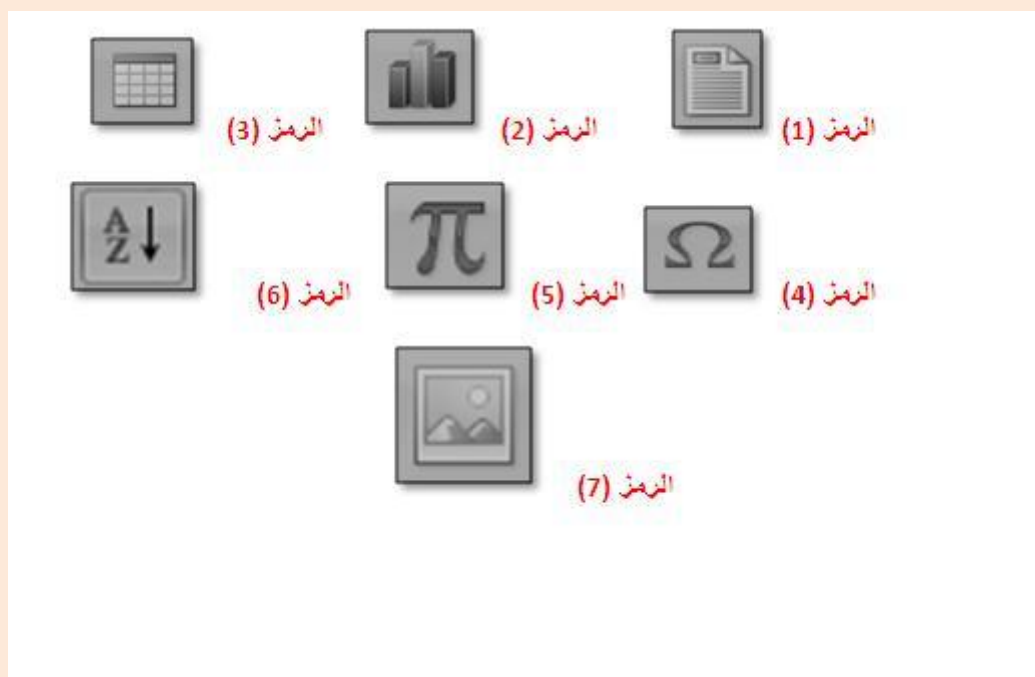 الرمز (1)
الرمز (2)
الرمز (3)
Ω
الرمز (4)
π
الرمز (5)
A
Z
الرمز (6)
الرمز (7)